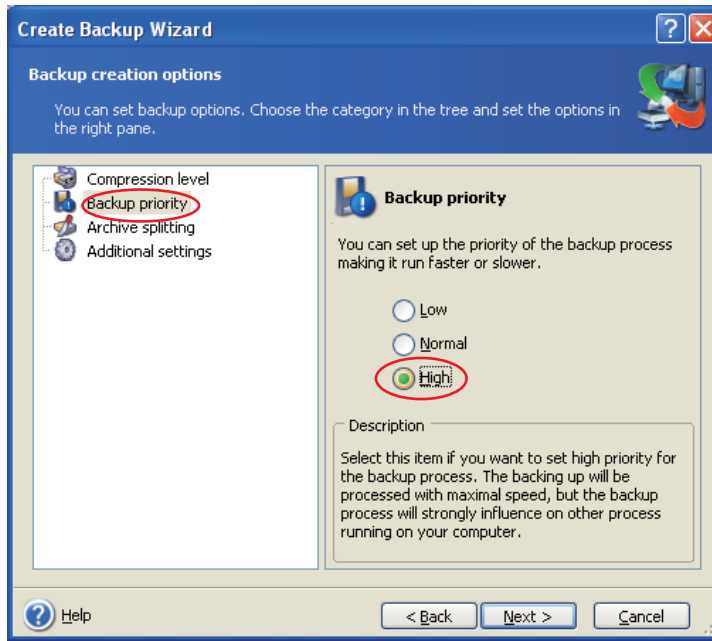 Create Backup Wizard
?
Backup creation options
You can set backup options. Choose the category in the tree and set the options in
the right pane.
Compression level
Backup priority
Archive splitting
Additional settings
Backup priority
You can set up the priority of the backup process
making it run faster or slower.
Low
Normal
High
Description
Select this item if you want to set high priority for
the backup process. The backing up will be
processed with maximal speed, but the backup
process will strongly influence on other process
running on your computer.
? Help
< Back
Next >
Cancel